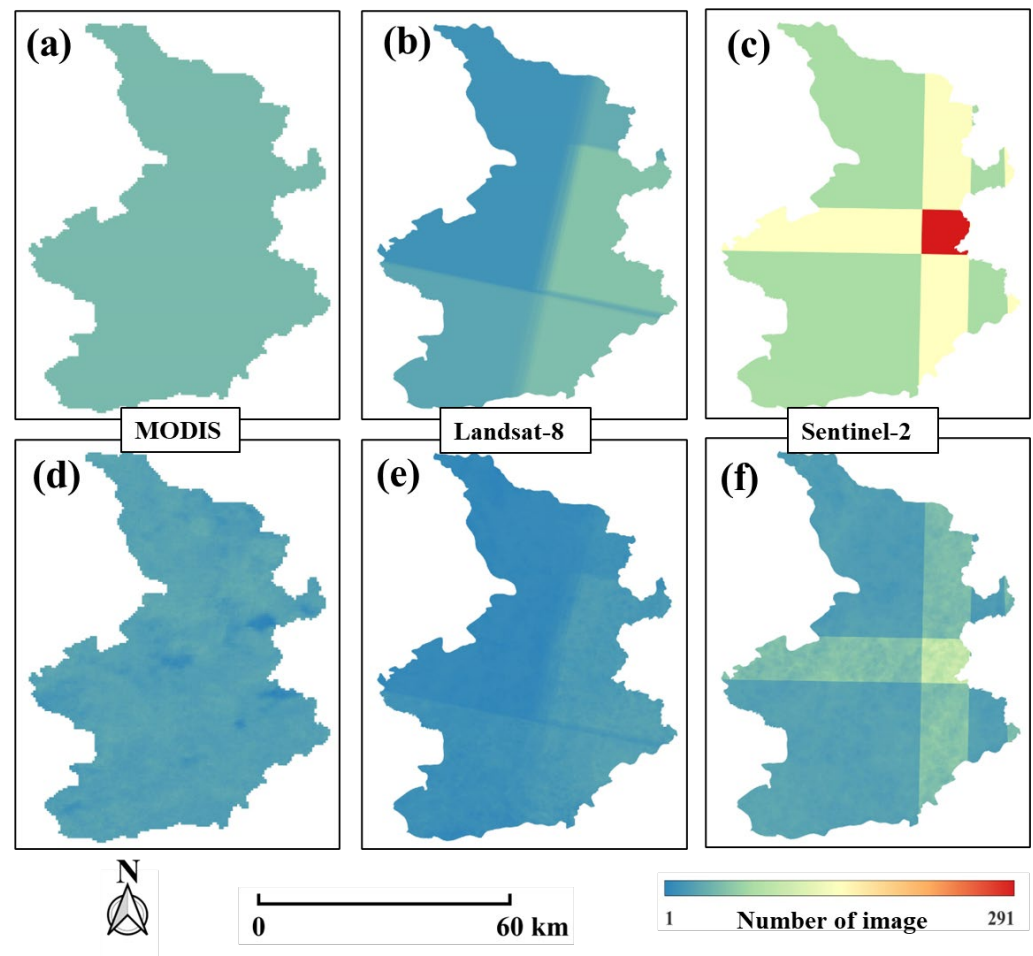 (a)
(b)
(c)
MODIS
Landsat-8
Sentinel-2
(d)
(e)
(f)
N
0
60 km
1
Number of image
291